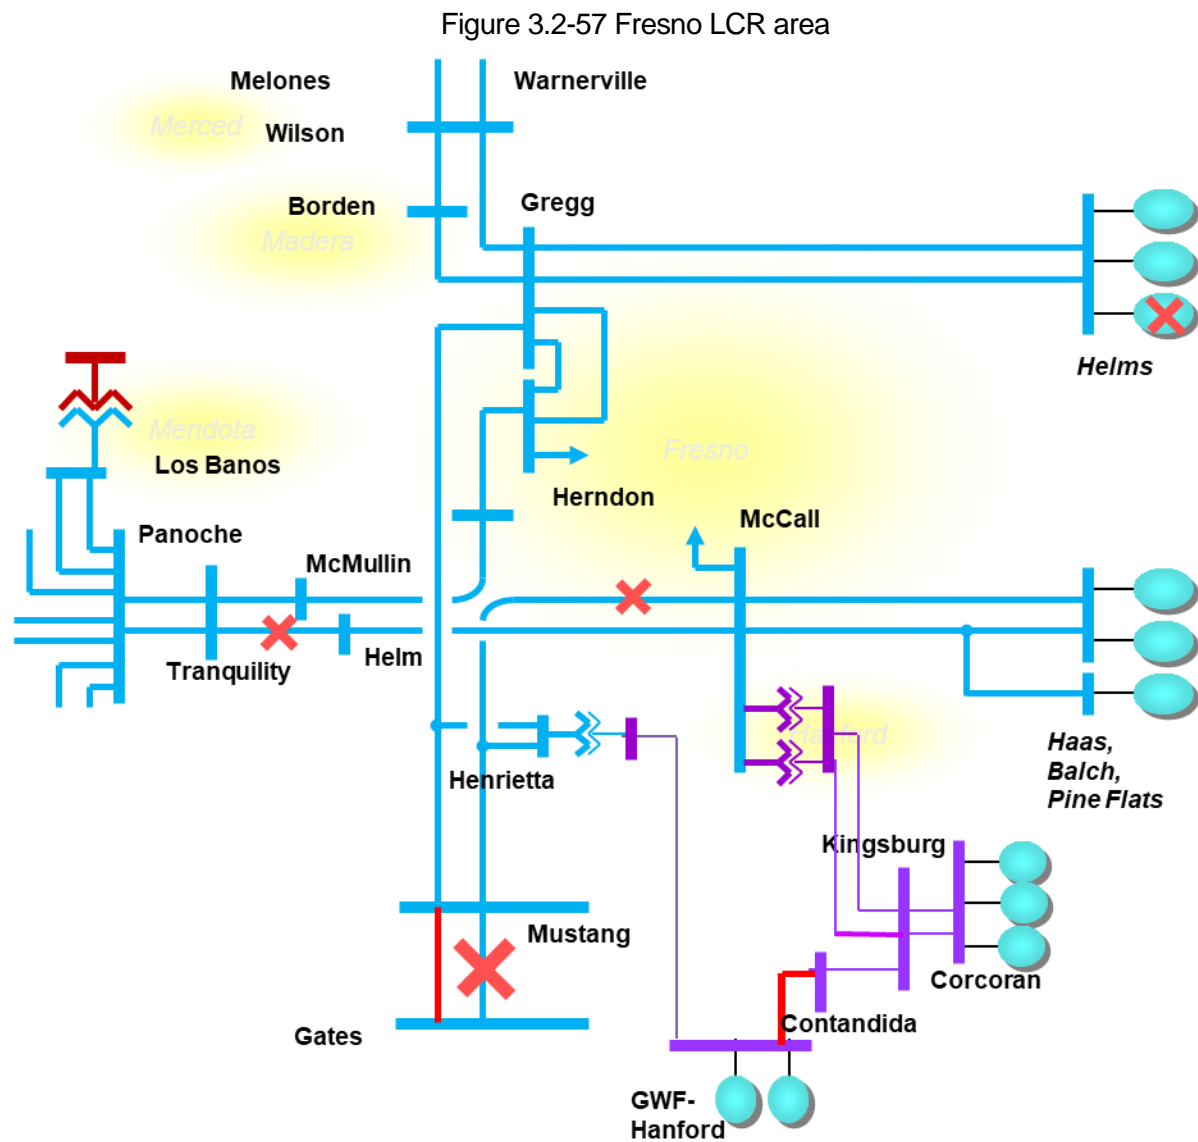 Figure 3.2-57 Fresno LCR area
Melones
Warnerville
Merced
Wilson
Borden
Gregg
Madera
Helms
Mendota
Los Banos
Fresno
Herndon
McCall
Panoche
McMullin
Helm
Tranquility
Hanford
Henrietta
Haas,
Balch,
Pine Flats
Kingsburg
Mustang
Corcoran
Contandida
Gates
GWF-
Hanford